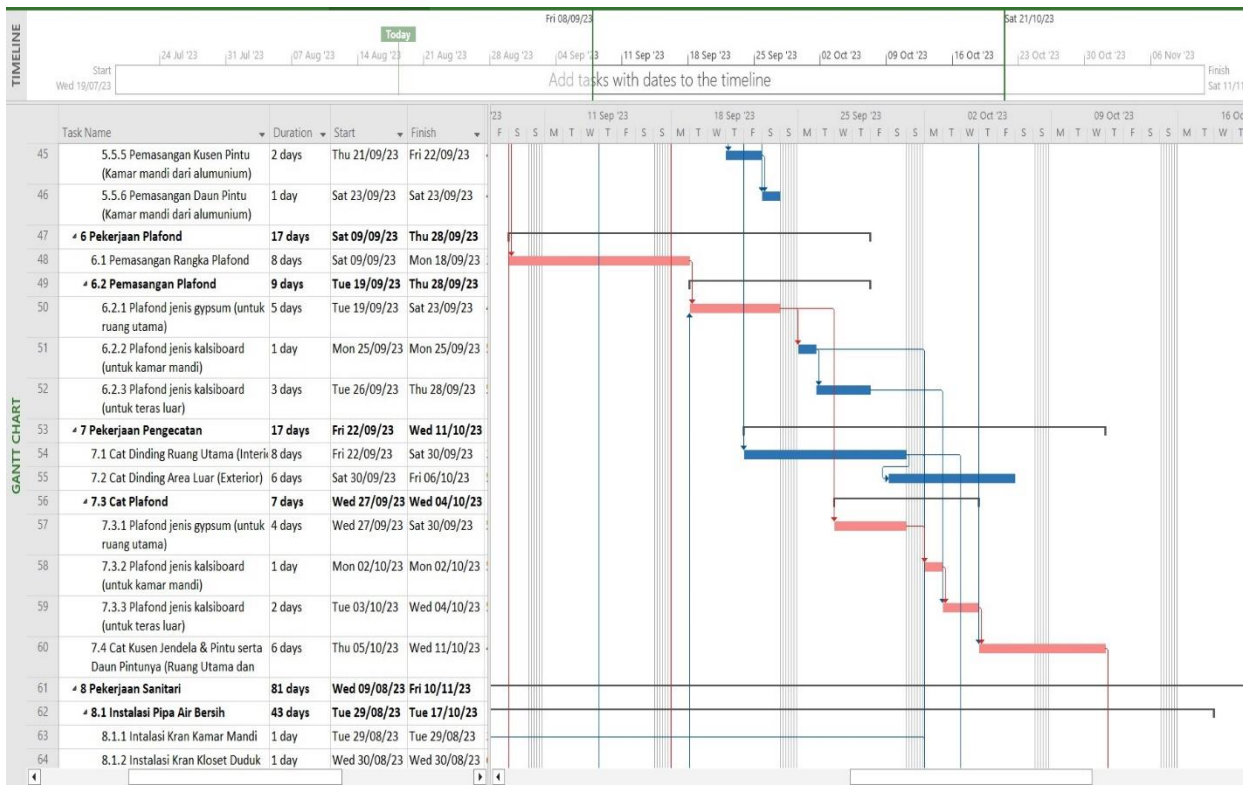 TIMELINE
Fri 08/09/23
Sat 21/10/23
Today
24 Jul '23 31 Jul '23 07 Aug '23 14 Aug '23 21 Aug '23 28 Aug '23 04 Sep '23 11 Sep '23 18 Sep '23 25 Sep '23 02 Oct '23 09 Oct '23 16 Oct '23 23 Oct '23 30 Oct '23 06 Nov '23
Start
Wed 19/07/23
Add tasks with dates to the timeline
Finish
Sat 11/11
GANTT CHART
'23 11 Sep '23 18 Sep '23 25 Sep '23 02 Oct '23 09 Oct '23 16 Oc
Task Name Duration Start Finish
F S S M T W T F S S M T W T F S S M T W T F S S M T W T F S S M T W T F S S M T W T
45 5.5.5 Pemasangan Kusen Pintu 2 days Thu 21/09/23 Fri 22/09/23
(Kamar mandi dari alumunium)
46 5.5.6 Pemasangan Daun Pintu 1 day Sat 23/09/23 Sat 23/09/23
(Kamar mandi dari alumunium)
47 6 Pekerjaan Plafond 17 days Sat 09/09/23 Thu 28/09/23
48 6.1 Pemasangan Rangka Plafond 8 days Sat 09/09/23 Mon 18/09/23
49 6.2 Pemasangan Plafond 9 days Tue 19/09/23 Thu 28/09/23
50 6.2.1 Plafond jenis gypsum (untuk 5 days Tue 19/09/23 Sat 23/09/23
ruang utama)
51 6.2.2 Plafond jenis kalsiboard 1 day Mon 25/09/23 Mon 25/09/23
(untuk kamar mandi)
52 6.2.3 Plafond jenis kalsiboard 3 days Tue 26/09/23 Thu 28/09/23
(untuk teras luar)
53 7 Pekerjaan Pengecatan 17 days Fri 22/09/23 Wed 11/10/23
54 7.1 Cat Dinding Ruang Utama (Interi 8 days Fri 22/09/23 Sat 30/09/23
55 7.2 Cat Dinding Area Luar (Exterior) 6 days Sat 30/09/23 Fri 06/10/23
56 7.3 Cat Plafond 7 days Wed 27/09/23 Wed 04/10/23
57 7.3.1 Plafond jenis gypsum (untuk 4 days Wed 27/09/23 Sat 30/09/23
ruang utama)
58 7.3.2 Plafond jenis kalsiboard 1 day Mon 02/10/23 Mon 02/10/23
(untuk kamar mandi)
59 7.3.3 Plafond jenis kalsiboard 2 days Tue 03/10/23 Wed 04/10/23
(untuk teras luar)
60 7.4 Cat Kusen Jendela & Pintu serta 6 days Thu 05/10/23 Wed 11/10/23
Daun Pintunya (Ruang Utama dan
61 8 Pekerjaan Sanitari 81 days Wed 09/08/23 Fri 10/11/23
62 8.1 Instalasi Pipa Air Bersih 43 days Tue 29/08/23 Tue 17/10/23
63 8.1.1 Intalasi Kran Kamar Mandi 1 day Tue 29/08/23 Tue 29/08/23
64 8.1.2 Instalasi Kran Kloset Duduk 1 day Wed 30/08/23 Wed 30/08/23